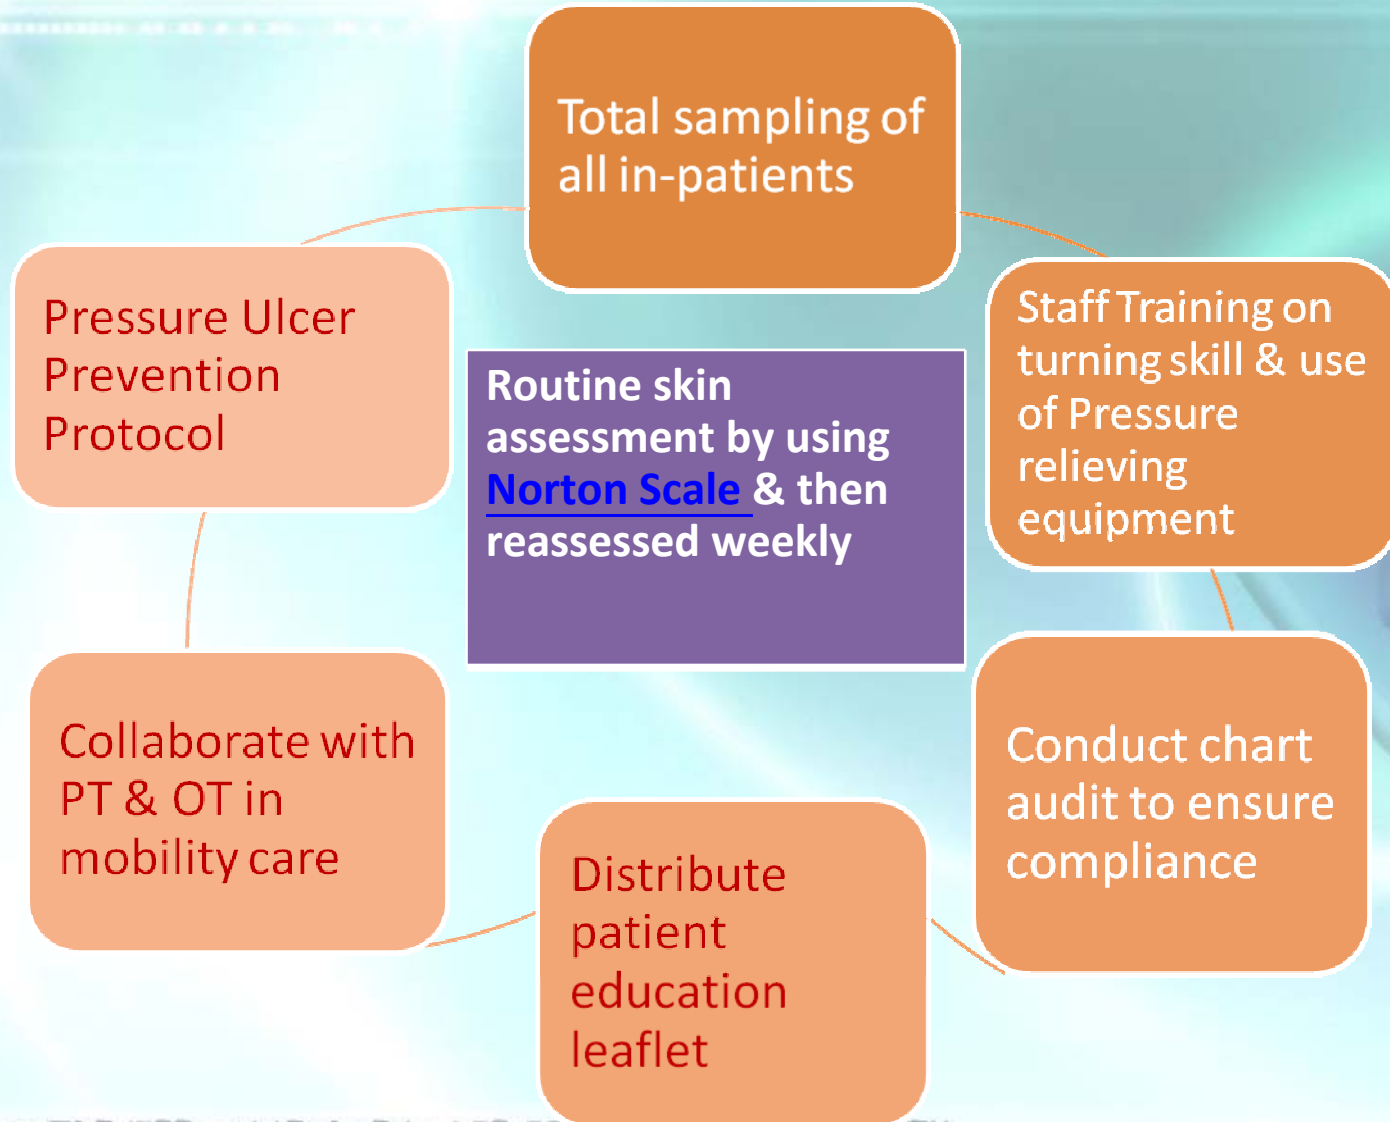 Total sampling of
all in-patients
Staff Training on
turning skill & use
of Pressure
relieving
equipment
Conduct chart
audit to ensure
compliance
Distribute
patient
education
leaflet
Collaborate with
PT & OT in
mobility care
Pressure Ulcer
Prevention
Protocol
Routine skin
assessment by using
Norton Scale & then
reassessed weekly